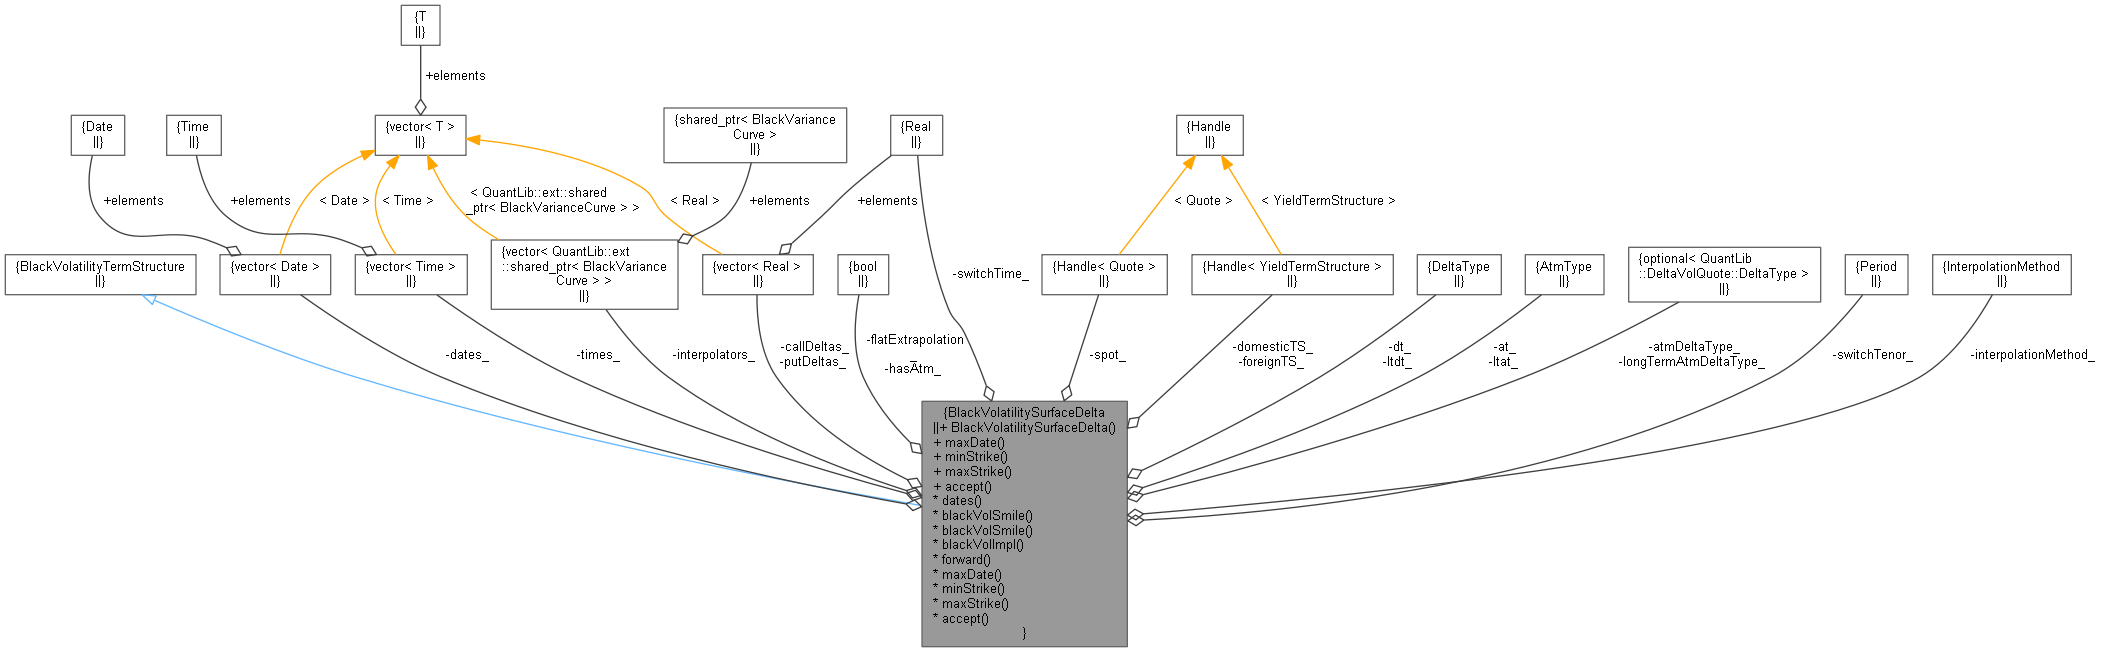 {T
||}
+elements
{Date
||}
{Time
||}
{vector< T >
||}
{shared_ptr< BlackVariance
Curve >
||}
{Real
||}
{Handle
||}
+elements
+elements
< Date >
< Time >
< QuantLib::ext::shared
_ptr< BlackVarianceCurve > >
< Real >
+elements
+elements
< Quote >
< YieldTermStructure >
{BlackVolatilityTermStructure
||}
{vector< Date >
||}
{vector< Time >
||}
{vector< QuantLib::ext
::shared_ptr< BlackVariance
Curve > >
||}
{vector< Real >
||}
{bool
||}
-switchTime_
{Handle< Quote >
||}
{Handle< YieldTermStructure >
||}
{DeltaType
||}
{AtmType
||}
{optional< QuantLib
::DeltaVolQuote::DeltaType >
||}
{Period
||}
{InterpolationMethod
||}
-dates_
-times_
-interpolators_
-callDeltas_
-putDeltas_
-flatExtrapolation
_
-hasAtm_
-spot_
-domesticTS_
-foreignTS_
-dt_
-ltdt_
-at_
-ltat_
-atmDeltaType_
-longTermAtmDeltaType_
-switchTenor_
-interpolationMethod_
{BlackVolatilitySurfaceDelta
||+ BlackVolatilitySurfaceDelta()
+ maxDate()
+ minStrike()
+ maxStrike()
+ accept()
* dates()
* blackVolSmile()
* blackVolSmile()
* blackVolImpl()
* forward()
* maxDate()
* minStrike()
* maxStrike()
* accept()
}